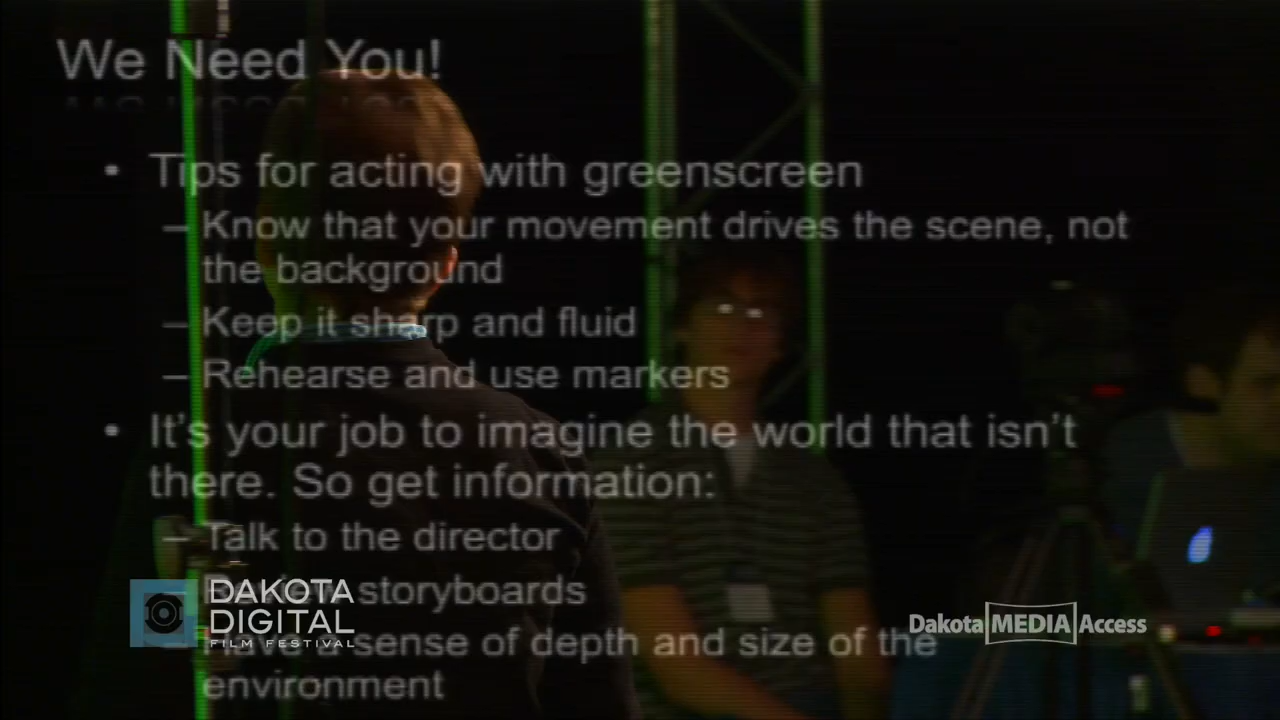 We Need You!
• Tips for acting with greenscreen
– Know that your movement drives the scene, not
the background
– Keep it sharp and fluid
– Rehearse and use markers
• It's your job to imagine the world that isn't
there. So get information:
– Talk to the director
storyboards
sense of depth and size of the
environment
DAKOTA
DIGITAL
FILM FESTIVAL
Dakota MEDIA Access